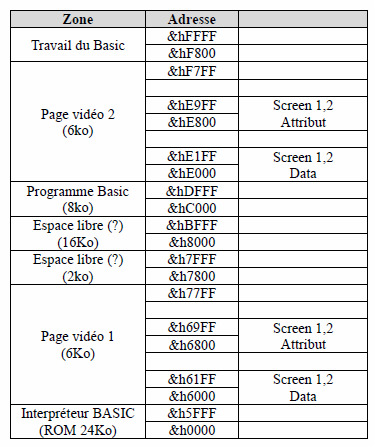 Zone Adresse
Travail du Basic
&hFFFF
&hF800
Page vidéo 2
(6ko)
&hF7FF
&hE9FF
&hE800
Screen 1,2
Attribut
&hE1FF
&hE000
Screen 1,2
Data
Programme Basic
(8ko)
&hDFFF
&hC000
Espace libre (?)
(16Ko)
&hBFFF
&h8000
Espace libre (?)
(2ko)
&h7FFF
&h7800
Page vidéo 1
(6Ko)
&h77FF
&h69FF
&h6800
Screen 1,2
Attribut
&h61FF
&h6000
Screen 1,2
Data
Interpréteur BASIC
(ROM 24Ko)
&h5FFF
&h0000